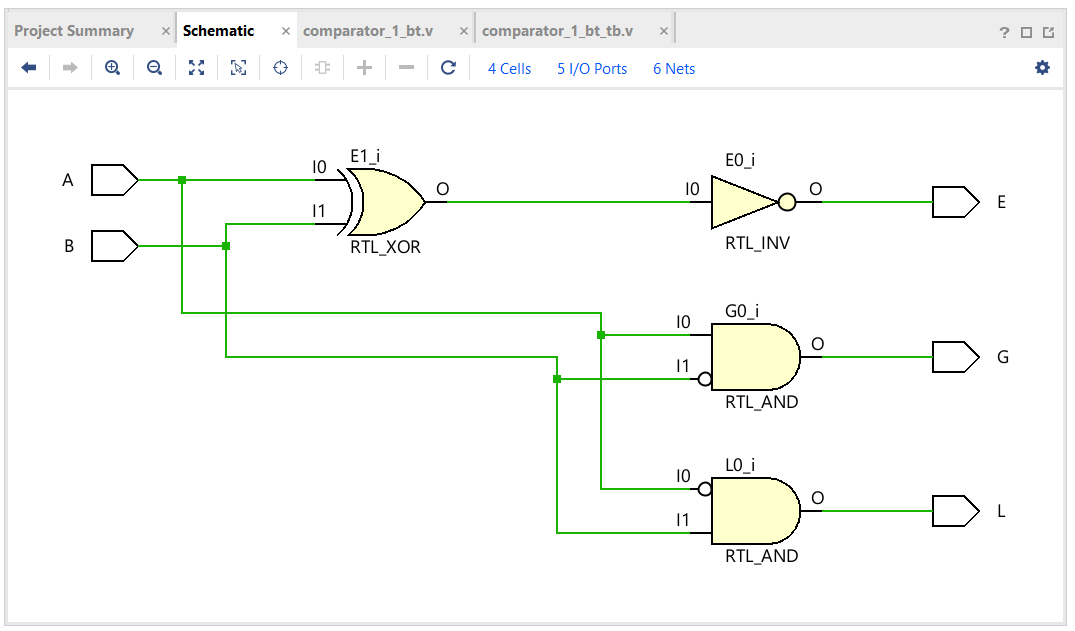 Project Summary × Schematic × comparator_1_bt.v × comparator_1_bt_tb.v × ?
4 Cells 5 I/O Ports 6 Nets
E1_i E0_i
A I0 O I0 O E
I1
B RTL_XOR RTL_INV
G0_i
I0 O G
I1
RTL_AND
L0_i
I0 O L
I1
RTL_AND